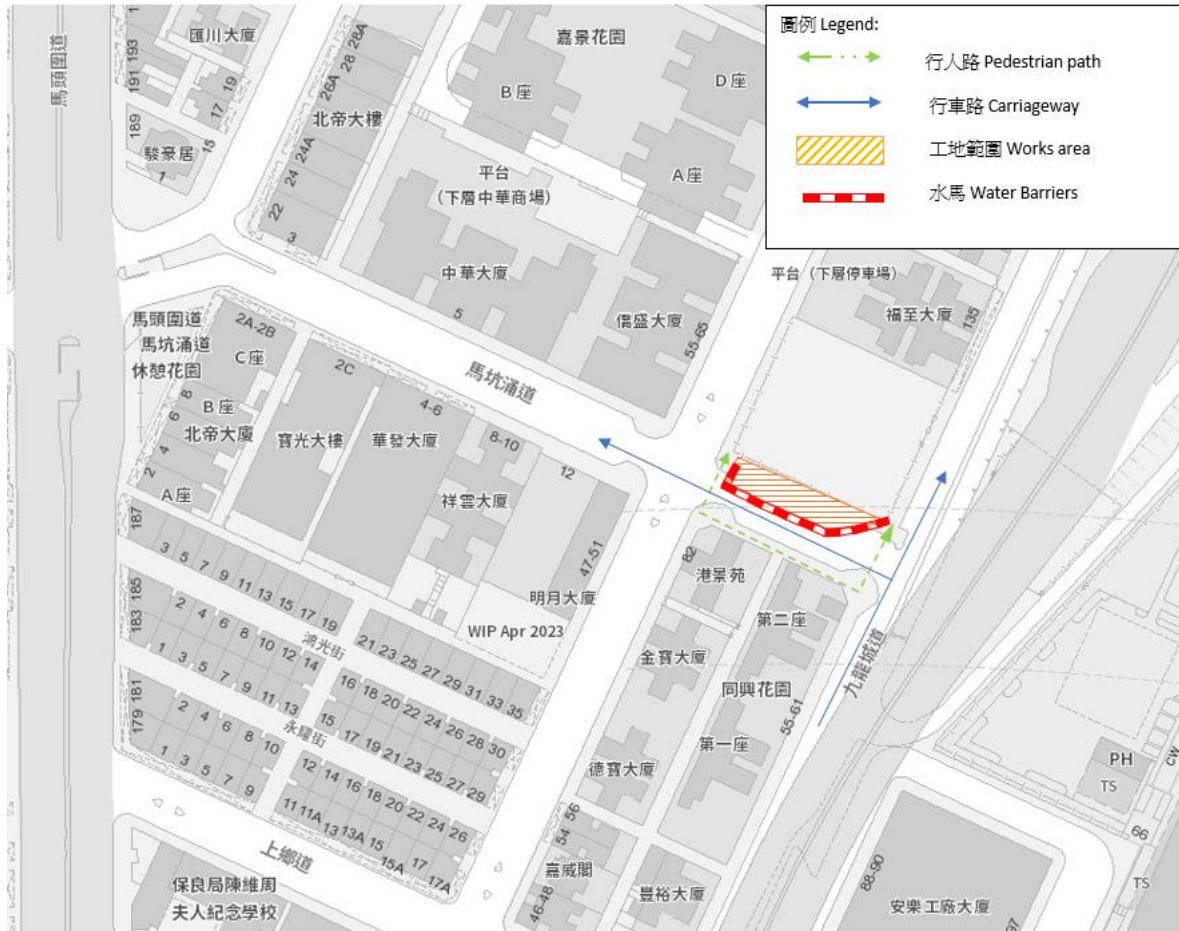 圖例 Legend:
行人路 Pedestrian path
行車路 Carriageway
工地範圍 Works area
水馬 Water Barriers
馬頭圍道
匯川大廈
193
191
189
19
17
15
駿豪居
1
28A
28
26A
北帝大樓
24A
24
22
3
嘉景花園
B座
D座
A座
平台
（下層中華商場）
中華大廈
5
僑盛大廈
55-65
平台（下層停車場）
福至大廈
135
馬頭圍道
馬坑涌道
休憩花園
2A-2B
C座
8
6
4
2
B座
北帝大廈
A座
2C
寶光大樓
4-6
華發大廈
8-10
祥雲大廈
12
馬坑涌道
47-51
明月大廈
WIP Apr 2023
82
港景苑
第二座
金寶大廈
同興花園
55-61
第一座
德寶大廈
九龍城道
187
3 5 7 9 11 13 15 17 19
21 23 25 27 29 31 33 35
185
183
2 4 6 8 10 12 14
鴻光街
16 18 20 22 24 26 28 30
1 3 5 7 9 11 13
15 17 19 21 23 25 27 29
181
179
2 4 6 8 10
永耀街
12 14 16 18 20 22 24 26
1 3 5 7 9
11 11A 13 13A 15 15A 17 17A
上鄉道
保良局陳維周
夫人紀念學校
56
54
嘉威閣
46-48
豐裕大廈
88-90
安樂工廠大廈
97
PH
TS
CW
66
TS